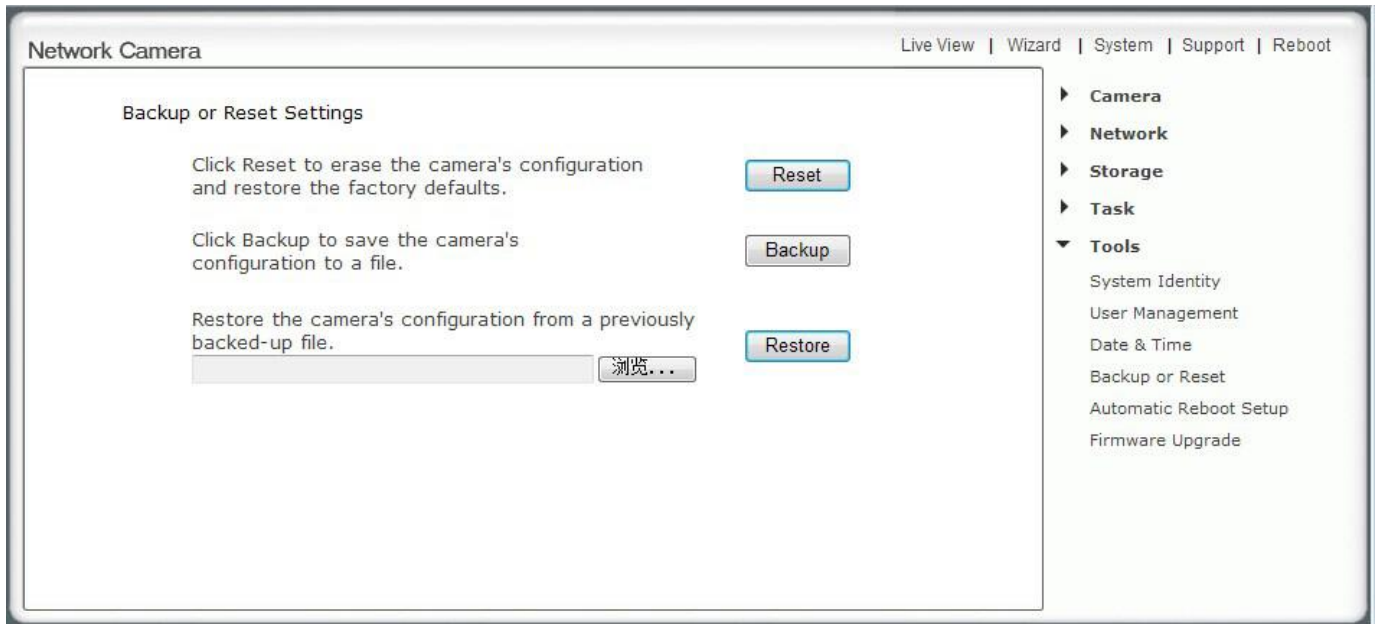 Network Camera
Live View | Wizard | System | Support | Reboot
Backup or Reset Settings
Click Reset to erase the camera's configuration
and restore the factory defaults.
Reset
Click Backup to save the camera's
configuration to a file.
Backup
Restore the camera's configuration from a previously
backed-up file.
浏览...
Restore
Camera
Network
Storage
Task
Tools
System Identity
User Management
Date & Time
Backup or Reset
Automatic Reboot Setup
Firmware Upgrade